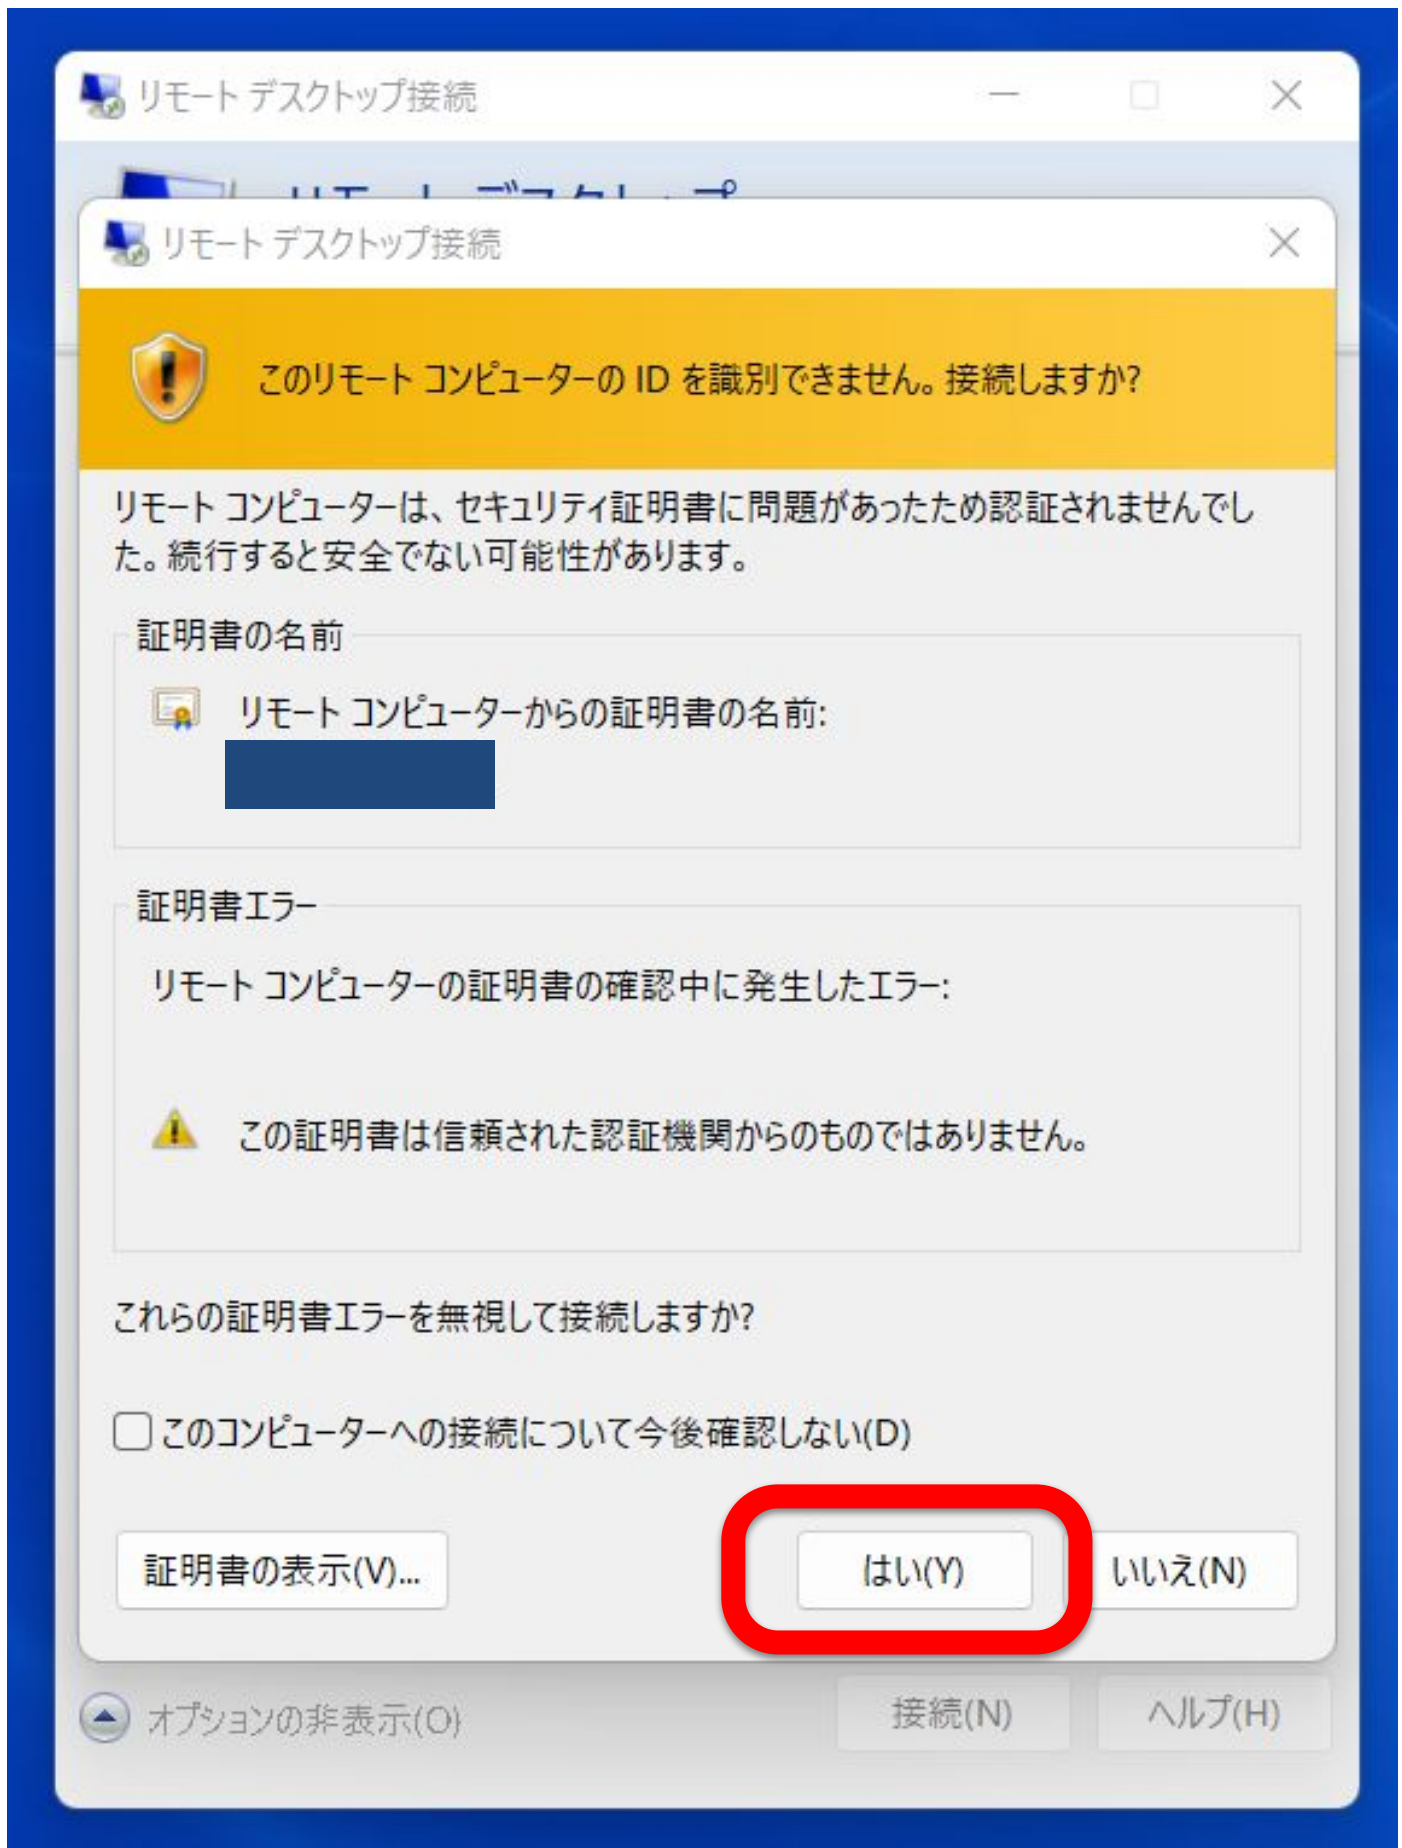 リモート デスクトップ接続
リモート デスクトップ
リモート デスクトップ接続
このリモート コンピューターの ID を識別できません。接続しますか?
リモート コンピューターは、セキュリティ証明書に問題があったため認証されませんでし
た。続行すると安全でない可能性があります。
証明書の名前
リモート コンピューターからの証明書の名前:
証明書エラー
リモート コンピューターの証明書の確認中に発生したエラー:
この証明書は信頼された認証機関からのものではありません。
これらの証明書エラーを無視して接続しますか?
このコンピューターへの接続について今後確認しない(D)
証明書の表示(V)...
はい(Y)
いいえ(N)
オプションの非表示(O)
接続(N)
ヘルプ(H)